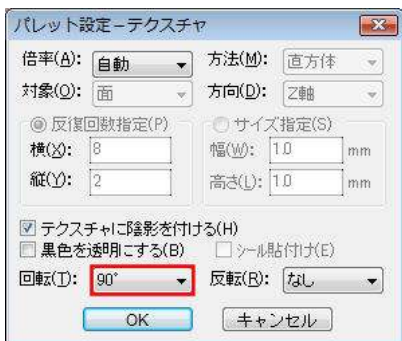 パレット設定－テクスチャ
倍率(A): 自動 方法(M): 直方体
対象(O): 面 方向(D): Z軸
反復回数指定(P) サイズ指定(S)
横(X): 8 幅(W): 1.0 mm
縦(Y): 2 高さ(L): 1.0 mm
テクスチャに陰影を付ける(H)
黒色を透明にする(B) シール貼付け(E)
回転(T): 90° 反転(R): なし
OK キャンセル